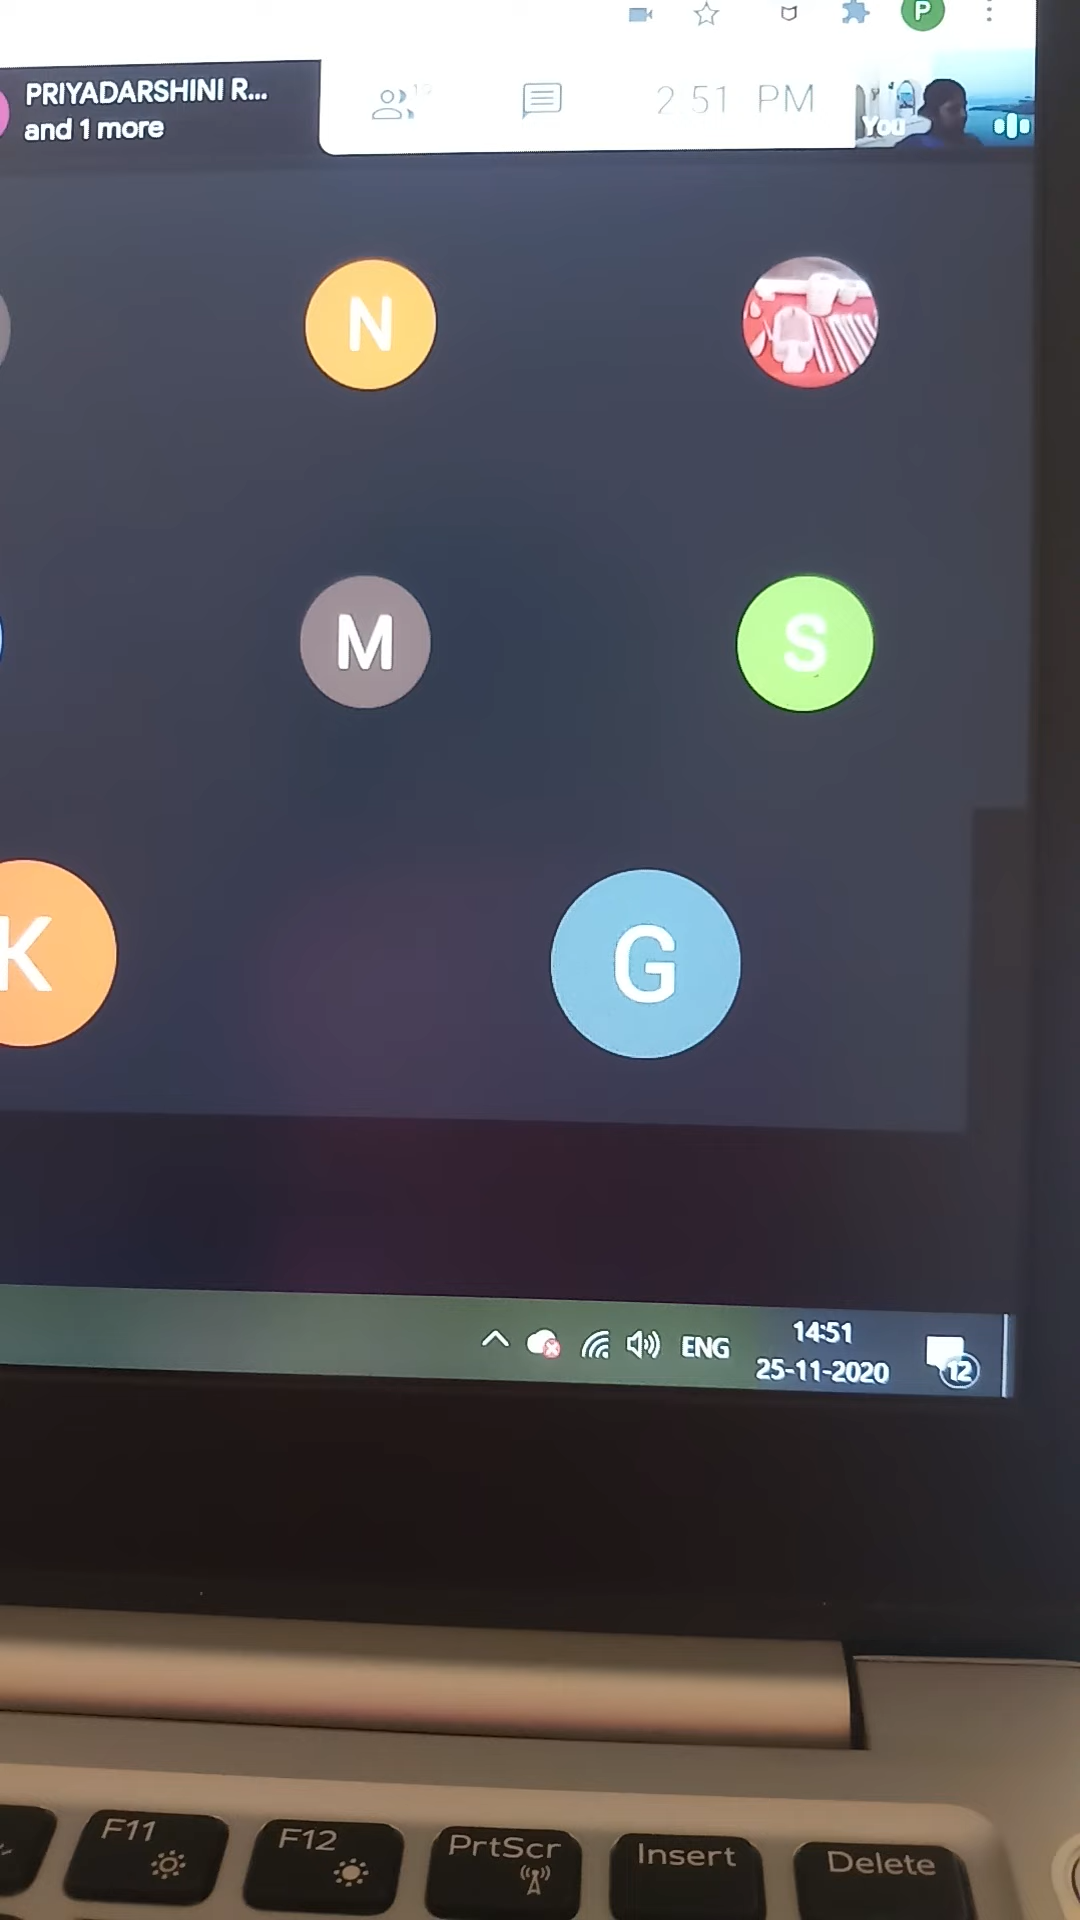 P
PRIYADARSHINI R...
and 1 more
2 51 PM
You
N
M
S
K
G
ENG
14:51
25-11-2020
12
F11
F12
PrtScr
Insert
Delete